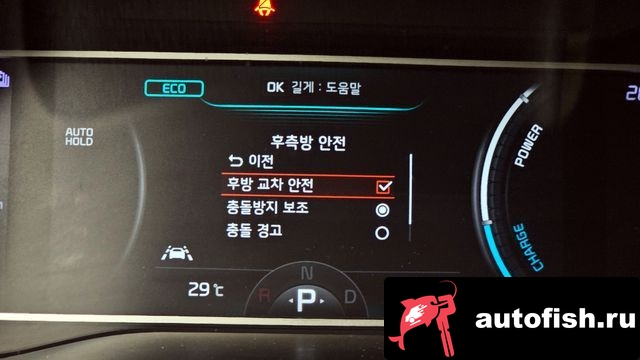 ECO
OK 길게 : 도움말
AUTO
HOLD
후측방 안전
이전
후방 교차 안전
충돌방지 보조
충돌 경고
POWER
CHARGE
29℃
N
R
P
D
autofish.ru